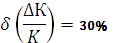 δ(ΔK/K) = 30%